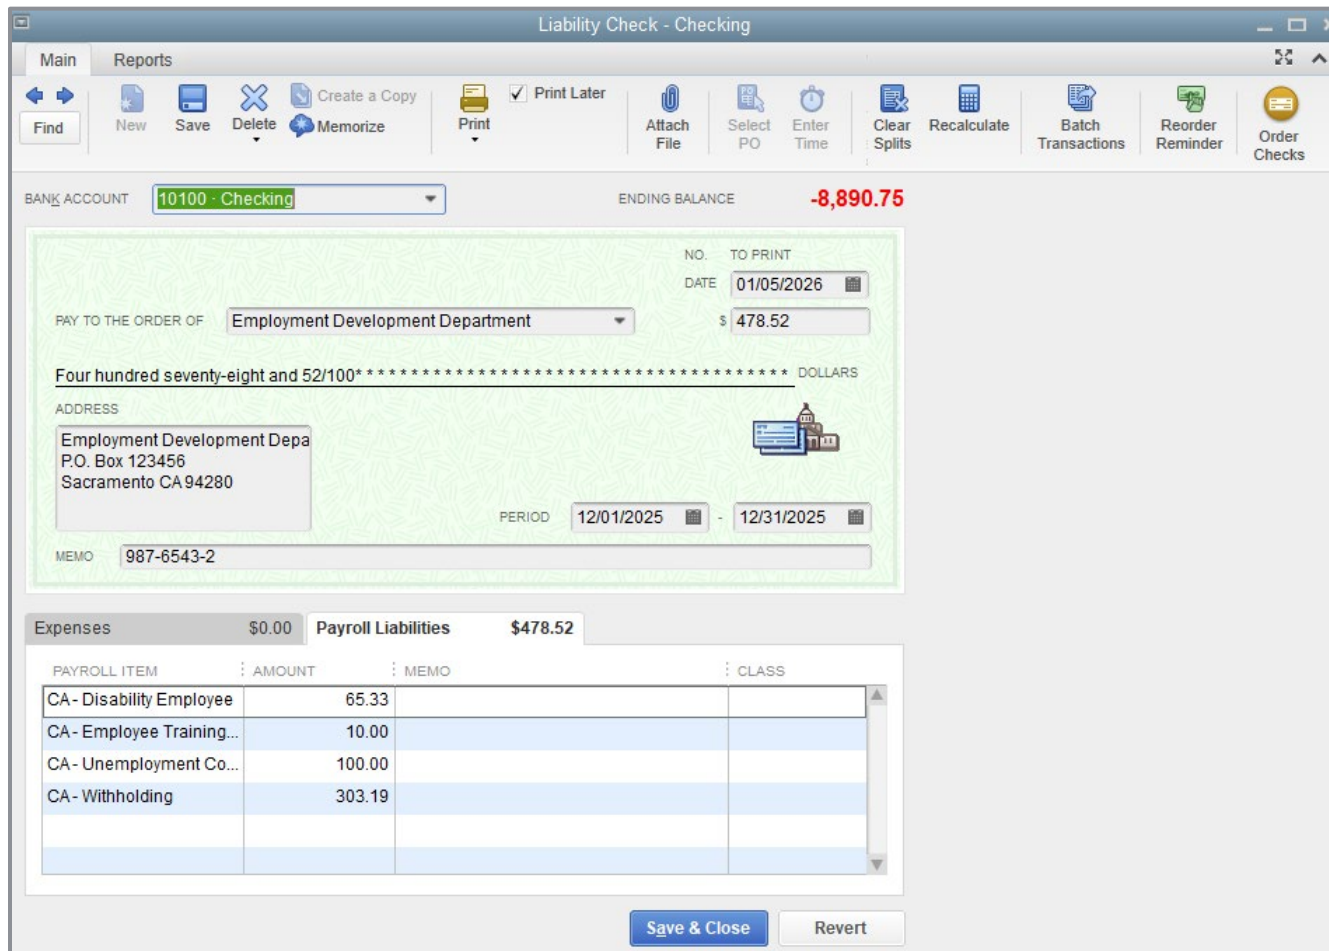 Liability Check - Checking
Main Reports
Find New Save Delete Create a Copy Memorize Print Print Later Attach File Select PO Enter Time Clear Splits Recalculate Batch Transactions Reorder Reminder Order Checks
BANK ACCOUNT 10100 · Checking ENDING BALANCE -8,890.75
NO. TO PRINT
DATE 01/05/2026
PAY TO THE ORDER OF Employment Development Department $ 478.52
Four hundred seventy-eight and 52/100* * * * * * * * * * * * * * * * * * * * * * * * * * * * * * * * * * * * * * * DOLLARS
ADDRESS
Employment Development Depa
P.O. Box 123456
Sacramento CA 94280
PERIOD 12/01/2025 - 12/31/2025
MEMO 987-6543-2
Expenses $0.00 Payroll Liabilities $478.52
PAYROLL ITEM AMOUNT MEMO CLASS
CA - Disability Employee 65.33
CA - Employee Training... 10.00
CA - Unemployment Co... 100.00
CA - Withholding 303.19
Save & Close Revert